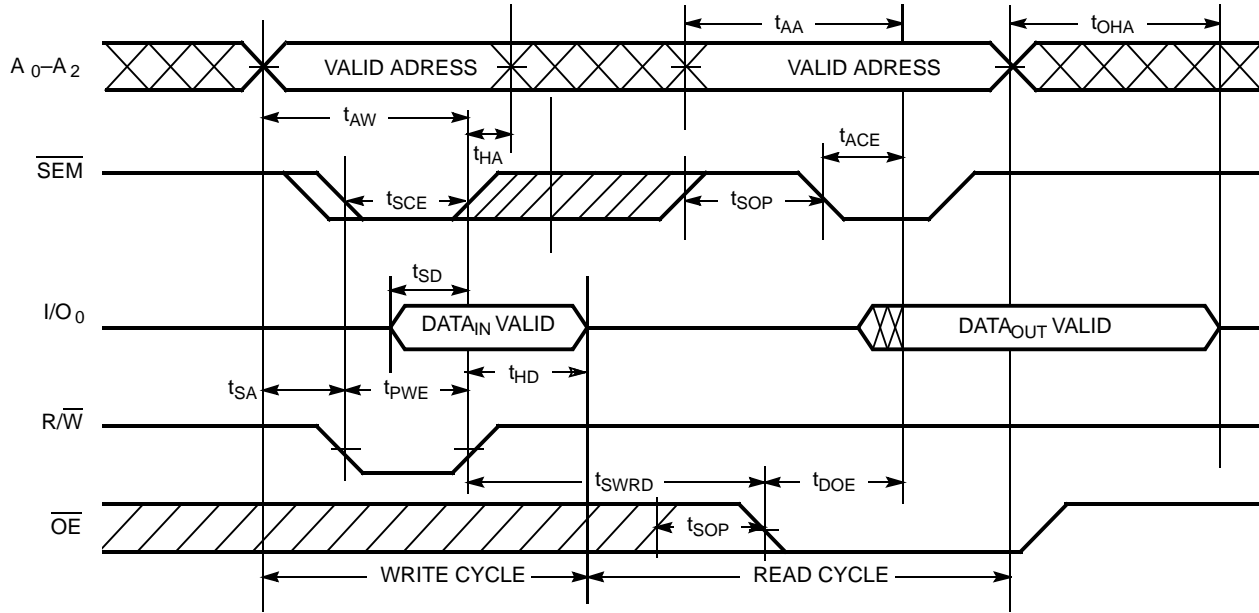 tAA
tOHA
A0–A2
VALID ADRESS
VALID ADRESS
tAW
tHA
tACE
SEM
tSCE
tSOP
tSD
I/O0
DATAIN VALID
DATAOUT VALID
tSA
tPWE
tHD
R/W
tSWRD
tDOE
OE
tSOP
WRITE CYCLE
READ CYCLE